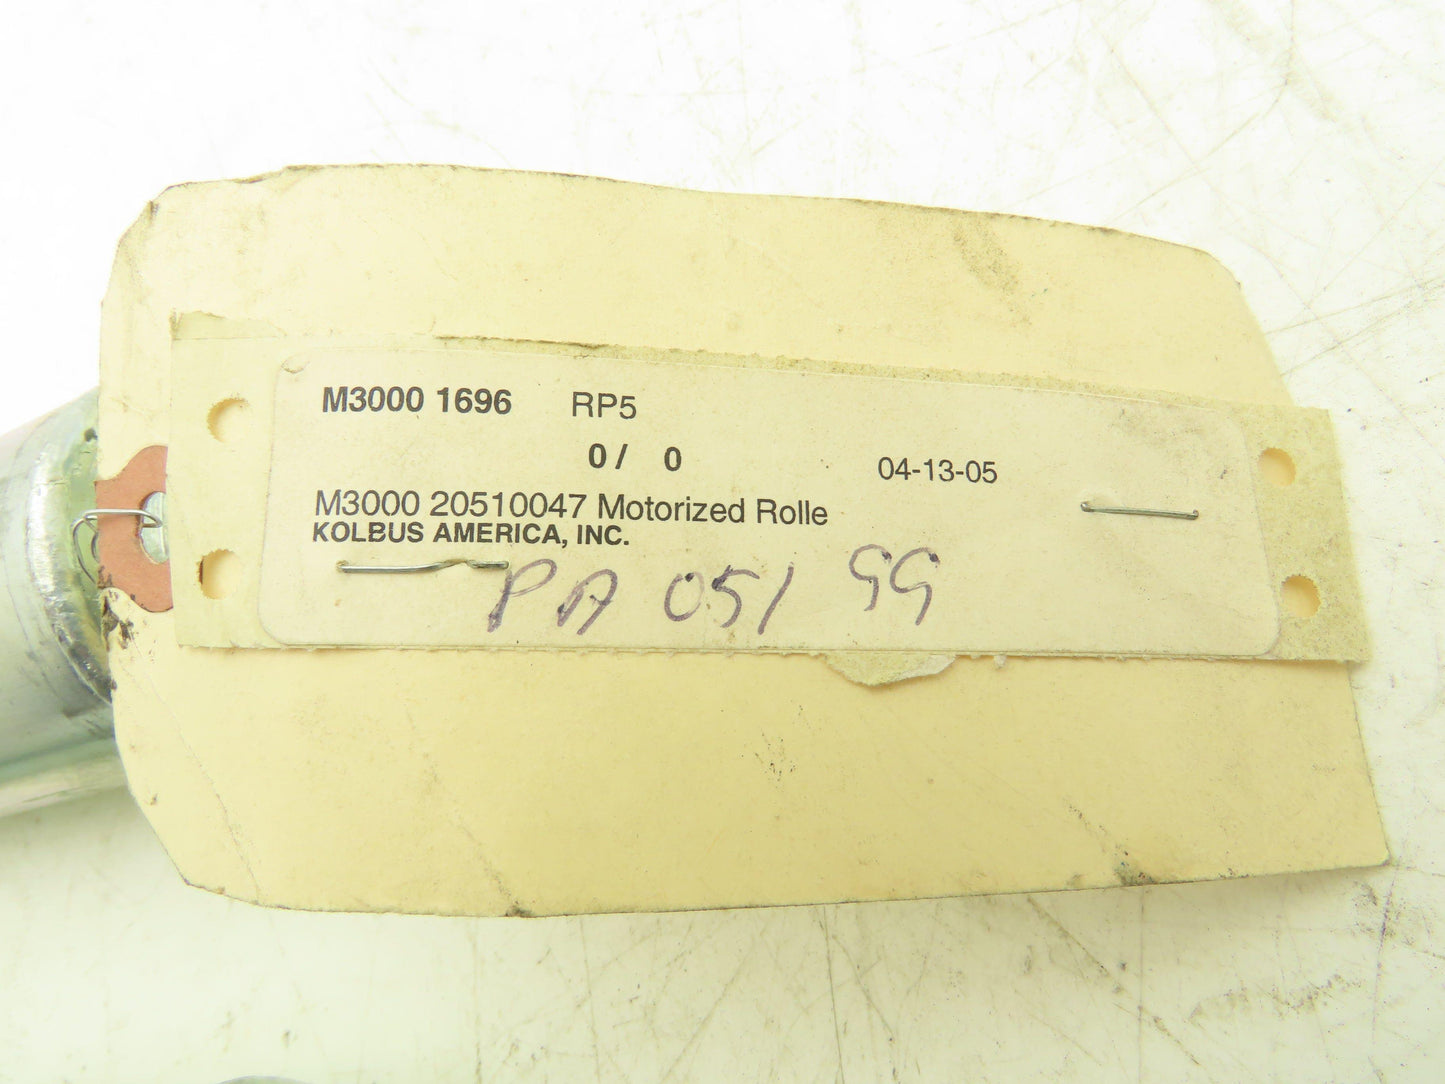 M3000 1696 RP5
0 / 0 04-13-05
M3000 20510047 Motorized Rolle
KOLBUS AMERICA, INC.
PA 051 99